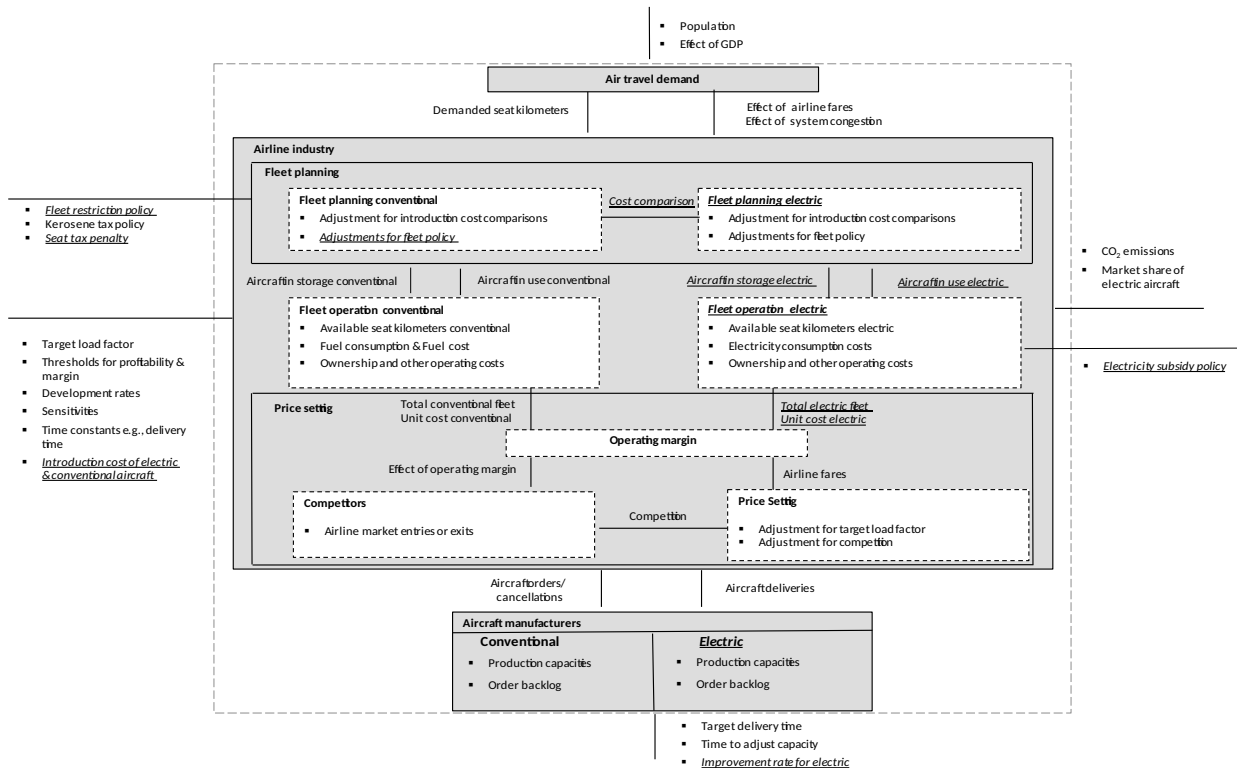 ▪ Population
▪ Effect of GDP
Air travel demand
Demanded seat kilometers
Effect of airline fares
Effect of system congestion
Airline industry
Fleet planning
Fleet planning conventional
▪ Adjustment for introduction cost comparisons
▪ Adjustments for fleet policy
Cost comparison
Fleet planning electric
▪ Adjustment for introduction cost comparisons
▪ Adjustments for fleet policy
▪ Fleet restriction policy
▪ Kerosene tax policy
▪ Seat tax penalty
▪ CO₂ emissions
▪ Market share of
electric aircraft
Aircraft in storage conventional
Aircraft in use conventional
Aircraft in storage electric
Aircraft in use electric
Fleet operation conventional
▪ Available seat kilometers conventional
▪ Fuel consumption & Fuel cost
▪ Ownership and other operating costs
Fleet operation electric
▪ Available seat kilometers electric
▪ Electricity consumption costs
▪ Ownership and other operating costs
▪ Target load factor
▪ Thresholds for profitability &
margin
▪ Development rates
▪ Sensitivities
▪ Time constants e.g., delivery
time
▪ Introduction cost of electric
& conventional aircraft
▪ Electricity subsidy policy
Price settig
Total conventional fleet
Unit cost conventional
Total electric fleet
Unit cost electric
Operating margin
Effect of operating margin
Airline fares
Competitors
▪ Airline market entries or exits
Competition
Price Settig
▪ Adjustment for target load factor
▪ Adjustment for competition
Aircraft orders/
cancellations
Aircraft deliveries
Aircraft manufacturers
Conventional
▪ Production capacities
▪ Order backlog
Electric
▪ Production capacities
▪ Order backlog
▪ Target delivery time
▪ Time to adjust capacity
▪ Improvement rate for electric